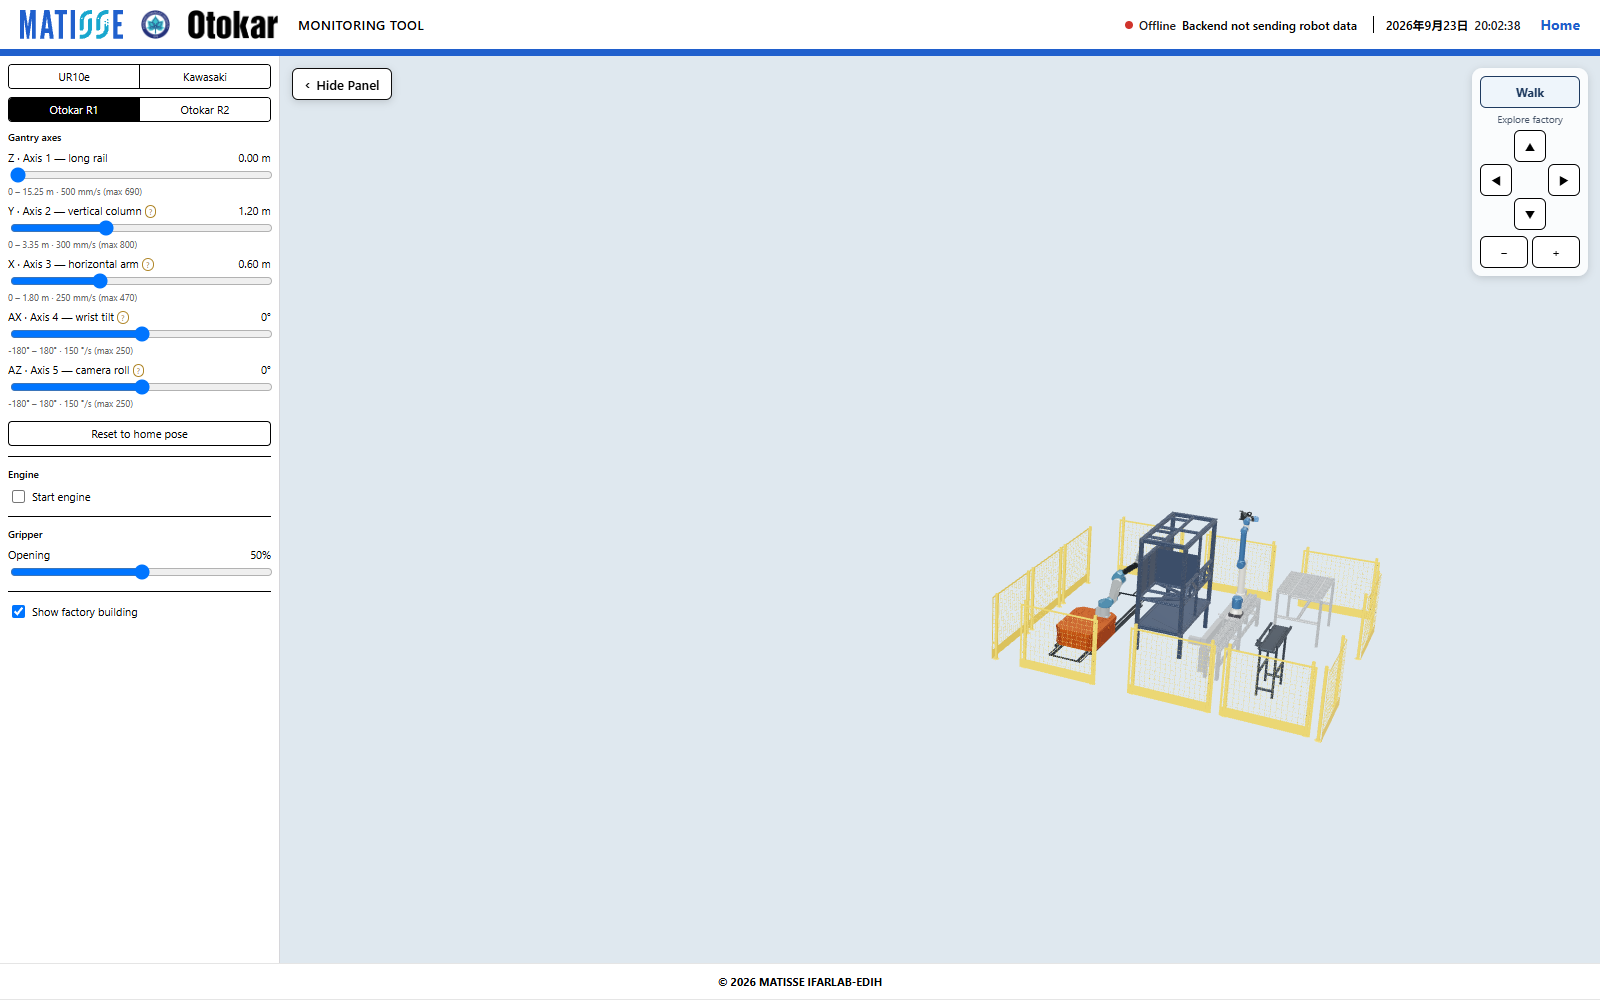 MATISSE Otokar MONITORING TOOL Offline Backend not sending robot data 2026年9月23日 20:02:38 Home
UR10e Kawasaki
Otokar R1 Otokar R2
Gantry axes
Z · Axis 1 — long rail 0.00 m
0 – 15.25 m · 500 mm/s (max 690)
Y · Axis 2 — vertical column ? 1.20 m
0 – 3.35 m · 300 mm/s (max 800)
X · Axis 3 — horizontal arm ? 0.60 m
0 – 1.80 m · 250 mm/s (max 470)
AX · Axis 4 — wrist tilt ? 0°
-180° – 180° · 150 °/s (max 250)
AZ · Axis 5 — camera roll ? 0°
-180° – 180° · 150 °/s (max 250)
Reset to home pose
Engine
Start engine
Gripper
Opening 50%
Show factory building
‹ Hide Panel
Walk
Explore factory
▲
◀ ▶
▼
− +
© 2026 MATISSE IFARLAB-EDIH